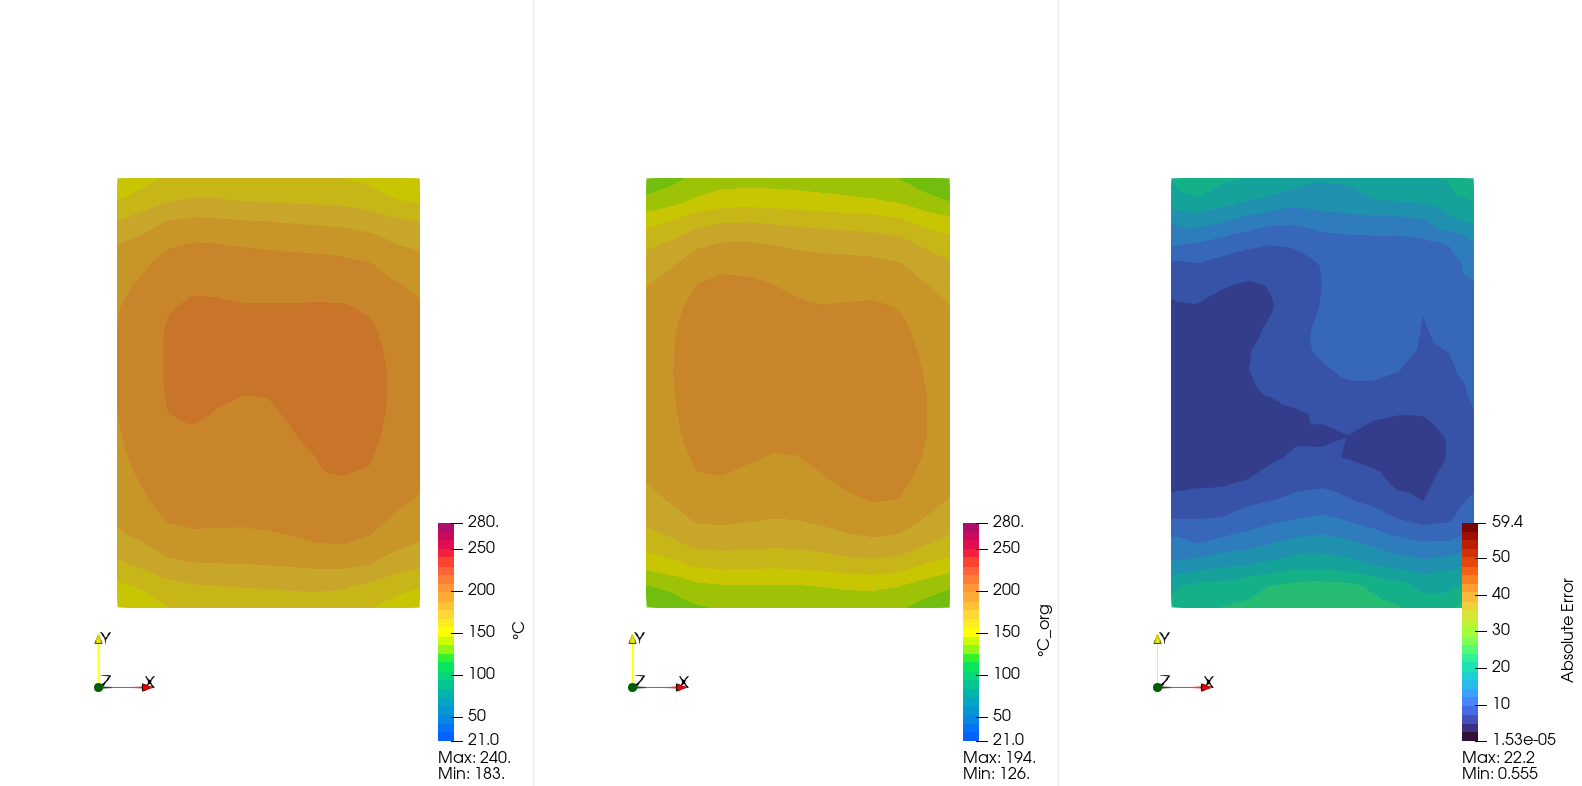 280.
250
200
150
100
50
21.0
°C
Max: 240.
Min: 183.
Y
Z
X
280.
250
200
150
100
50
21.0
°C_org
Max: 194.
Min: 126.
Y
Z
X
59.4
50
40
30
20
10
1.53e-05
Absolute Error
Max: 22.2
Min: 0.555
Y
Z
X